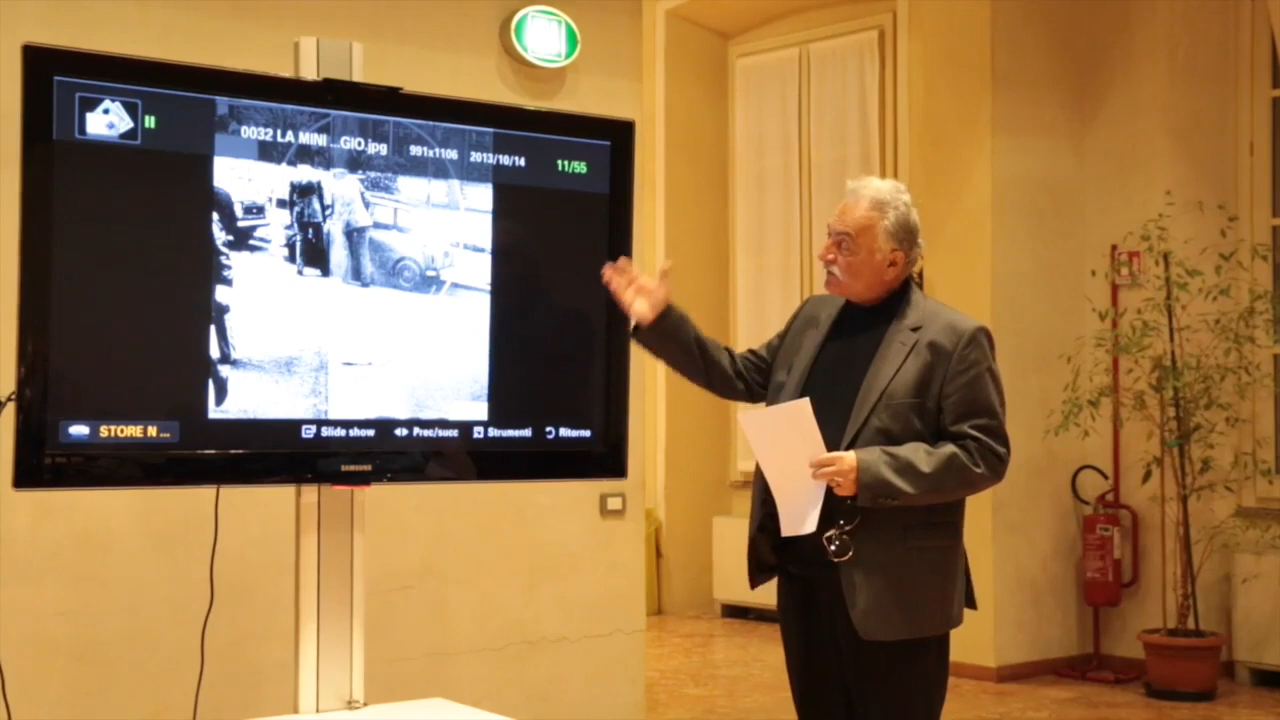 0032 LA MINI ...GIO.jpg 991x1106 2013/10/14 11/55
STORE N ... Slide show Prec/succ Strumenti Ritorno
SAMSUNG